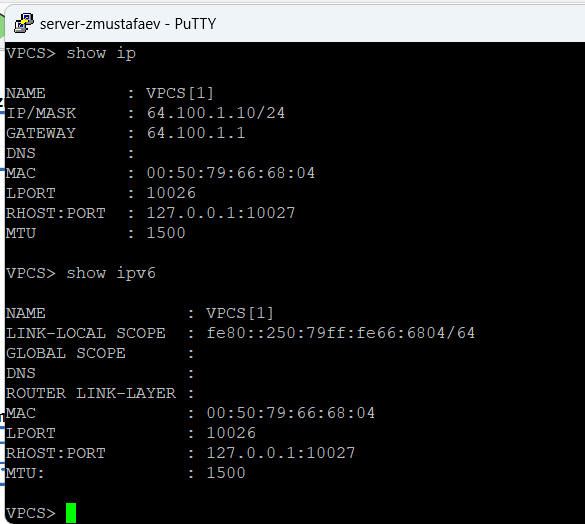 server-zmustafaev - PuTTY
VPCS> show ip
NAME        : VPCS[1]
IP/MASK     : 64.100.1.10/24
GATEWAY     : 64.100.1.1
DNS         :
MAC         : 00:50:79:66:68:04
LPORT       : 10026
RHOST:PORT  : 127.0.0.1:10027
MTU         : 1500
VPCS> show ipv6
NAME              : VPCS[1]
LINK-LOCAL SCOPE  : fe80::250:79ff:fe66:6804/64
GLOBAL SCOPE      :
DNS               :
ROUTER LINK-LAYER :
MAC               : 00:50:79:66:68:04
LPORT             : 10026
RHOST:PORT        : 127.0.0.1:10027
MTU:              : 1500
VPCS>